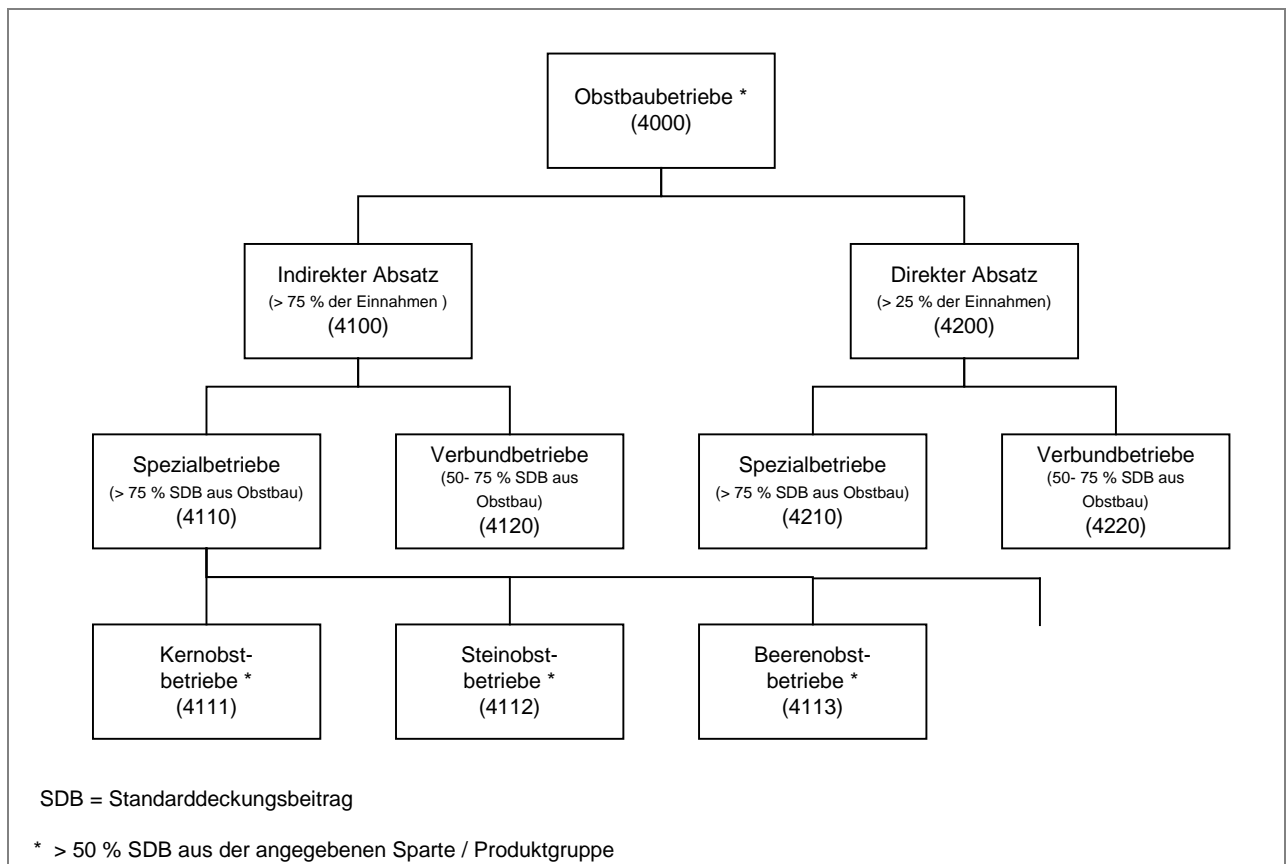 Obstbaubetriebe *
(4000)
Indirekter Absatz
(> 75 % der Einnahmen )
(4100)
Direkter Absatz
(> 25 % der Einnahmen)
(4200)
Spezialbetriebe
(> 75 % SDB aus Obstbau)
(4110)
Verbundbetriebe
(50- 75 % SDB aus
Obstbau)
(4120)
Spezialbetriebe
(> 75 % SDB aus Obstbau)
(4210)
Verbundbetriebe
(50- 75 % SDB aus
Obstbau)
(4220)
Kernobst-
betriebe *
(4111)
Steinobst-
betriebe *
(4112)
Beerenobst-
betriebe *
(4113)
SDB = Standarddeckungsbeitrag
* > 50 % SDB aus der angegebenen Sparte / Produktgruppe